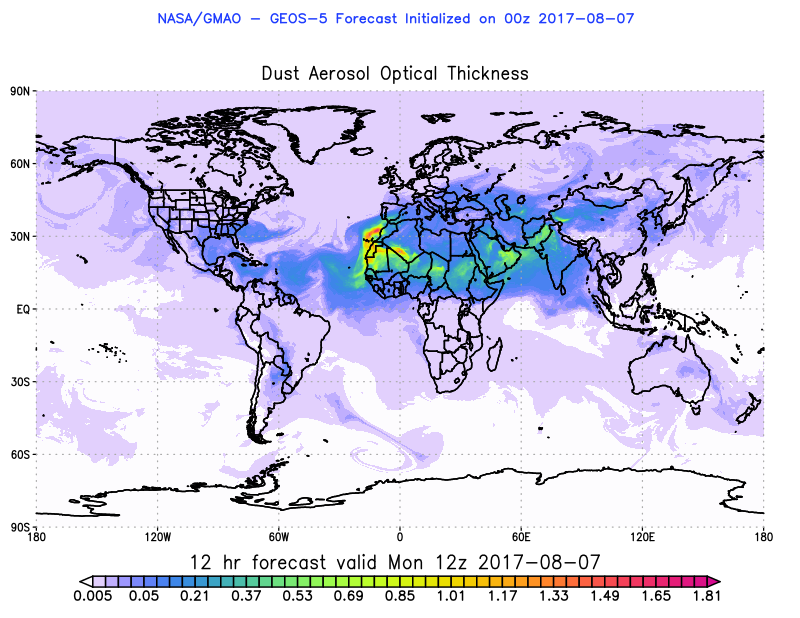 NASA/GMAO - GEOS-5 Forecast Initialized on 00z 2017-08-07
Dust Aerosol Optical Thickness
90N
60N
30N
EQ
30S
60S
90S
180 120W 60W 0 60E 120E 180
12 hr forecast valid Mon 12z 2017-08-07
0.005 0.05 0.21 0.37 0.53 0.69 0.85 1.01 1.17 1.33 1.49 1.65 1.81